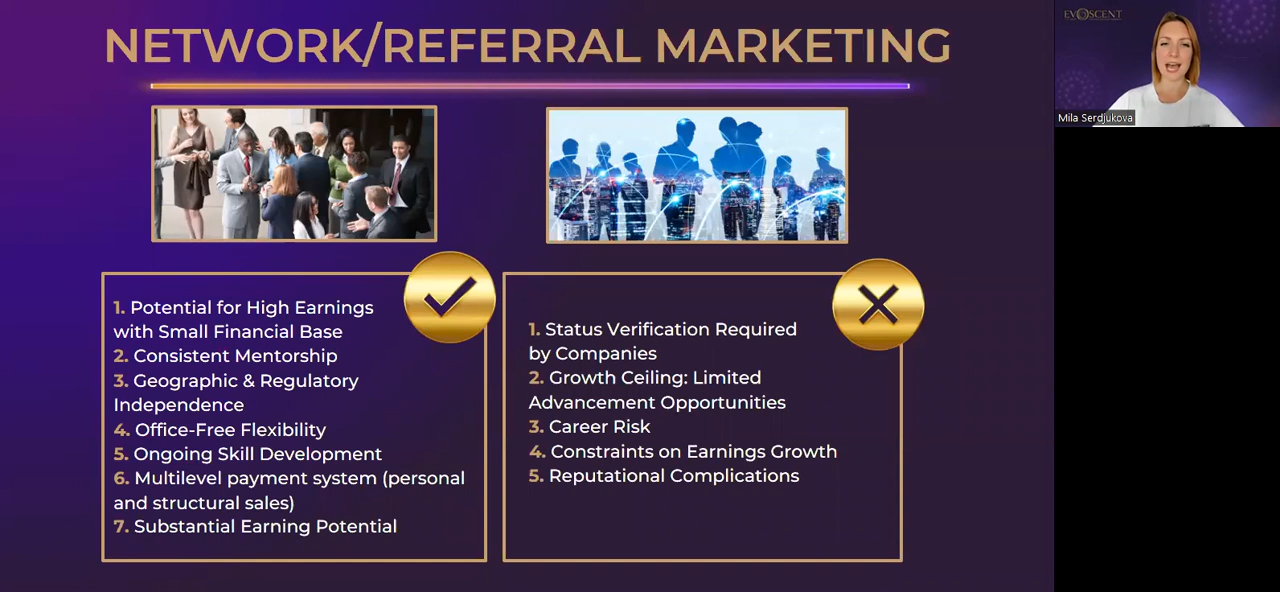 NETWORK/REFERRAL MARKETING
EVOSCENT
Mila Serdjukova
1. Potential for High Earnings
with Small Financial Base
2. Consistent Mentorship
3. Geographic & Regulatory
Independence
4. Office-Free Flexibility
5. Ongoing Skill Development
6. Multilevel payment system (personal
and structural sales)
7. Substantial Earning Potential
1. Status Verification Required
by Companies
2. Growth Ceiling: Limited
Advancement Opportunities
3. Career Risk
4. Constraints on Earnings Growth
5. Reputational Complications